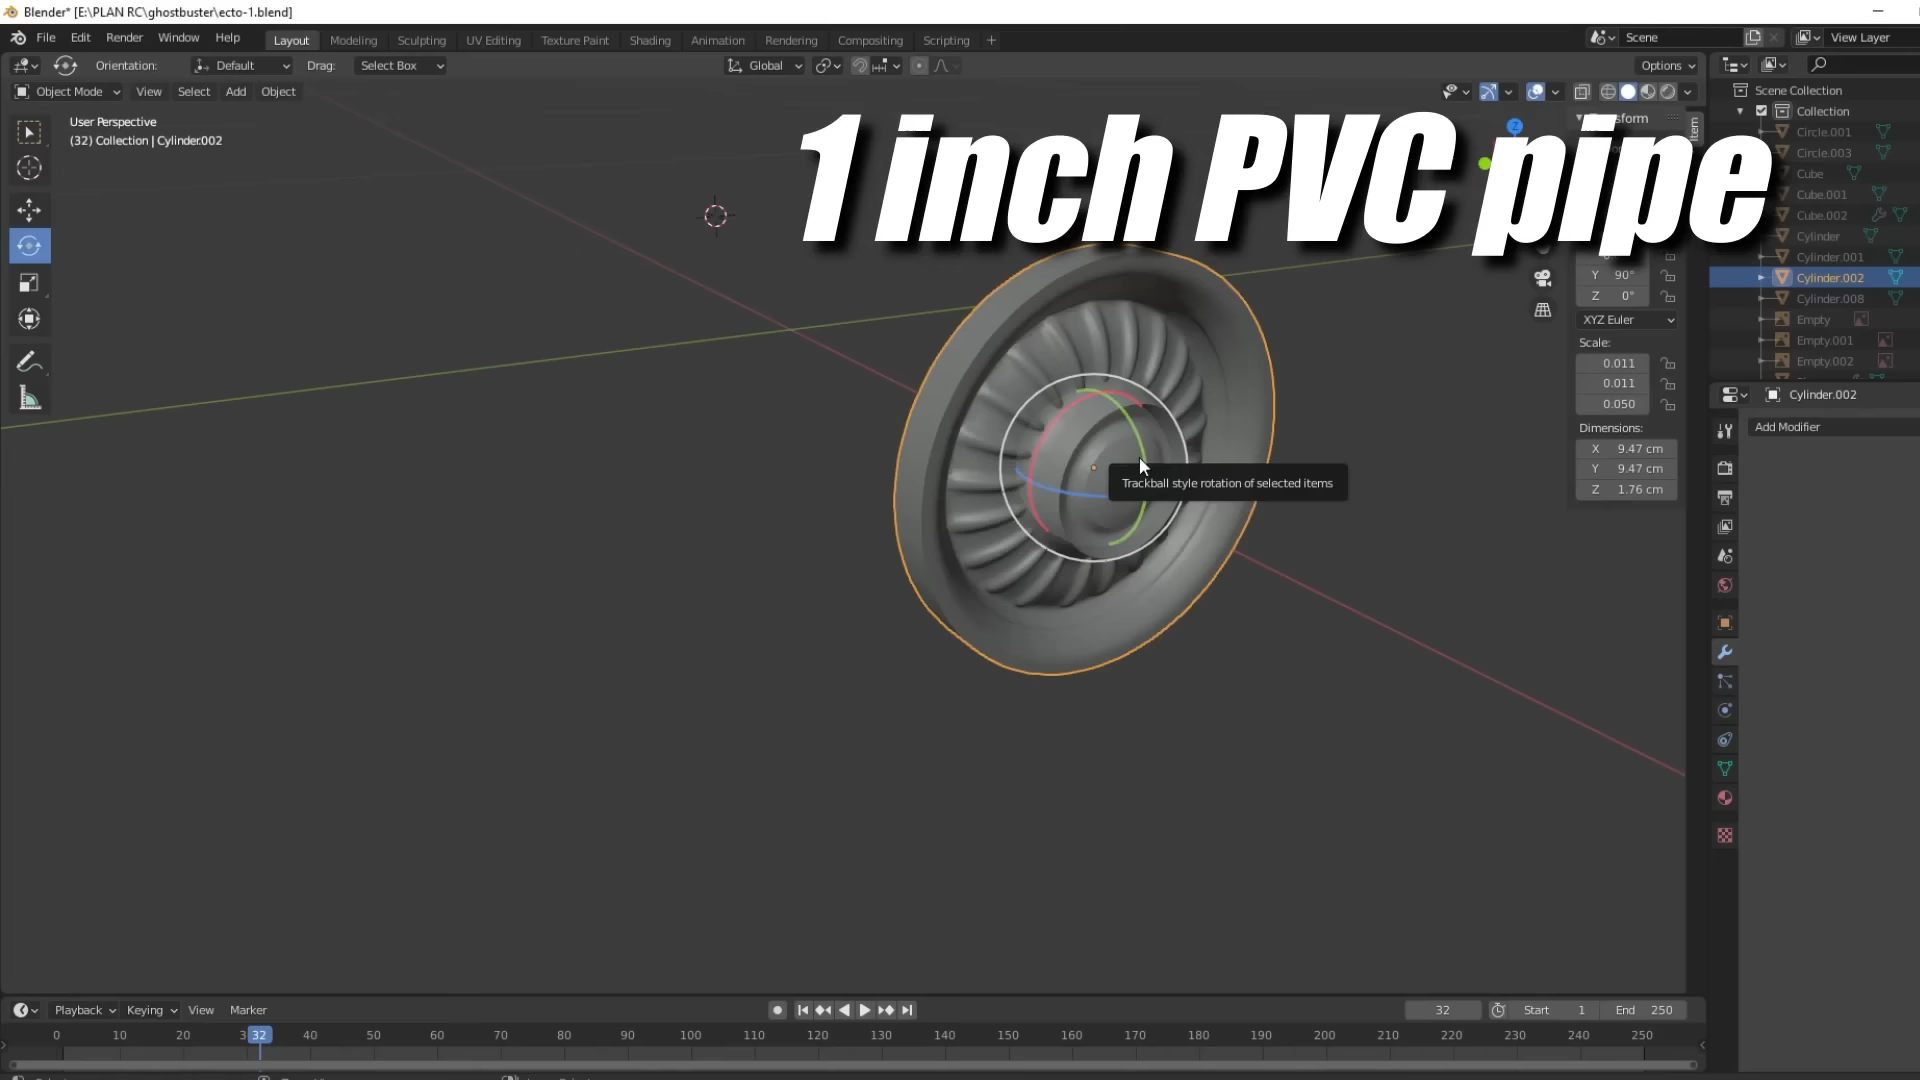 Blender* [E:\PLAN RC\ghostbuster\ecto-1.blend]
File Edit Render Window Help Layout Modeling Sculpting UV Editing Texture Paint Shading Animation Rendering Compositing Scripting + Scene View Layer
Orientation: Default Drag: Select Box Global Options
Object Mode View Select Add Object
Scene Collection
Collection
User Perspective
(32) Collection | Cylinder.002
1 inch PVC pipe
Item
Circle.001
Circle.003
Cube
Cube.001
Cube.002
Cylinder
Cylinder.001
Cylinder.002
Cylinder.008
Empty
Empty.001
Empty.002
Z
Y 90°
Z 0°
XYZ Euler
Scale:
0.011
0.011
0.050
Dimensions:
X 9.47 cm
Y 9.47 cm
Z 1.76 cm
Cylinder.002
Add Modifier
Trackball style rotation of selected items
Playback Keying View Marker 32 Start 1 End 250
0 10 32 40 50 60 70 80 90 100 110 120 130 140 150 160 170 180 190 200 210 220 230 240 250